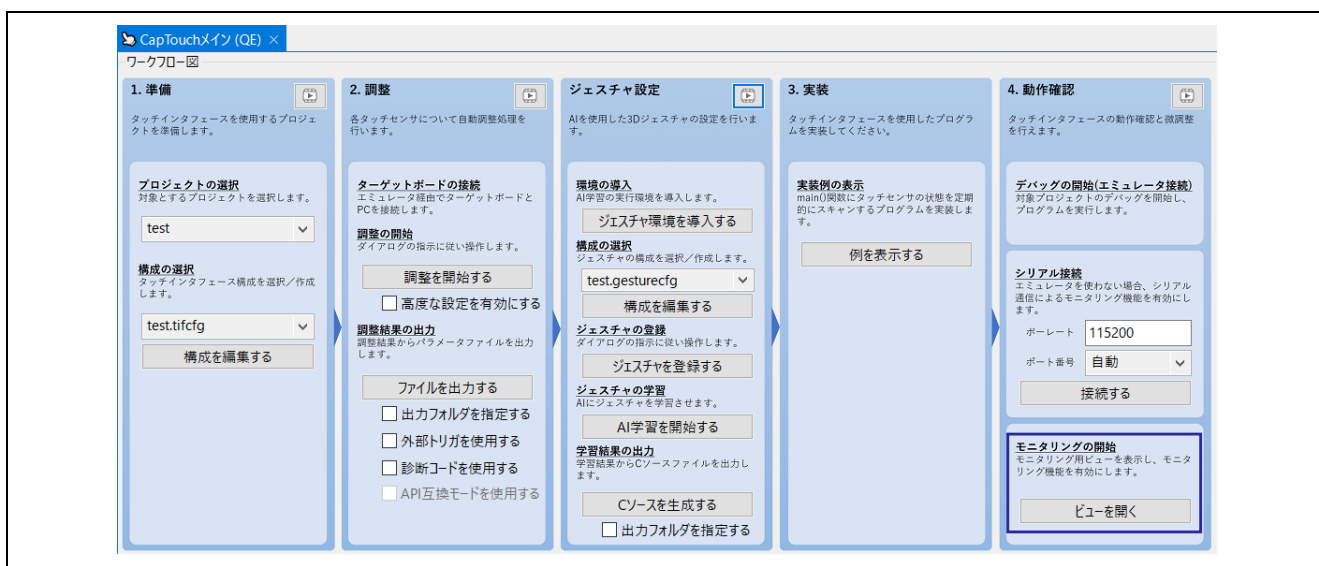 CapTouchメイン (QE)
ワークフロー図
1. 準備
タッチインタフェースを使用するプロジェ
クトを準備します。
プロジェクトの選択
対象とするプロジェクトを選択します。
test
構成の選択
タッチインタフェース構成を選択／作成
します。
test.tifcfg
構成を編集する
2. 調整
各タッチセンサについて自動調整処理を
行います。
ターゲットボードの接続
エミュレータ経由でターゲットボードと
PCを接続します。
調整の開始
ダイアログの指示に従い操作します。
調整を開始する
高度な設定を有効にする
調整結果の出力
調整結果からパラメータファイルを出力
します。
ファイルを出力する
出力フォルダを指定する
外部トリガを使用する
診断コードを使用する
API互換モードを使用する
ジェスチャ設定
AIを使用した3Dジェスチャの設定を行いま
す。
環境の導入
AI学習の実行環境を導入します。
ジェスチャ環境を導入する
構成の選択
ジェスチャの構成を選択／作成します。
test.gesturecfg
構成を編集する
ジェスチャの登録
ダイアログの指示に従い操作します。
ジェスチャを登録する
ジェスチャの学習
AIにジェスチャを学習させます。
AI学習を開始する
学習結果の出力
学習結果からCソースファイルを出力し
ます。
Cソースを生成する
出力フォルダを指定する
3. 実装
タッチインタフェースを使用したプログラ
ムを実装してください。
実装例の表示
main()関数にタッチセンサの状態を定期
的にスキャンするプログラムを実装しま
す。
例を表示する
4. 動作確認
タッチインタフェースの動作確認と微調整
を行えます。
デバッグの開始(エミュレータ接続)
対象プロジェクトのデバッグを開始し、
プログラムを実行します。
シリアル接続
エミュレータを使わない場合、シリアル
通信によるモニタリング機能を有効にし
ます。
ボーレート 115200
ポート番号 自動
接続する
モニタリングの開始
モニタリング用ビューを表示し、モニタ
リング機能を有効にします。
ビューを開く